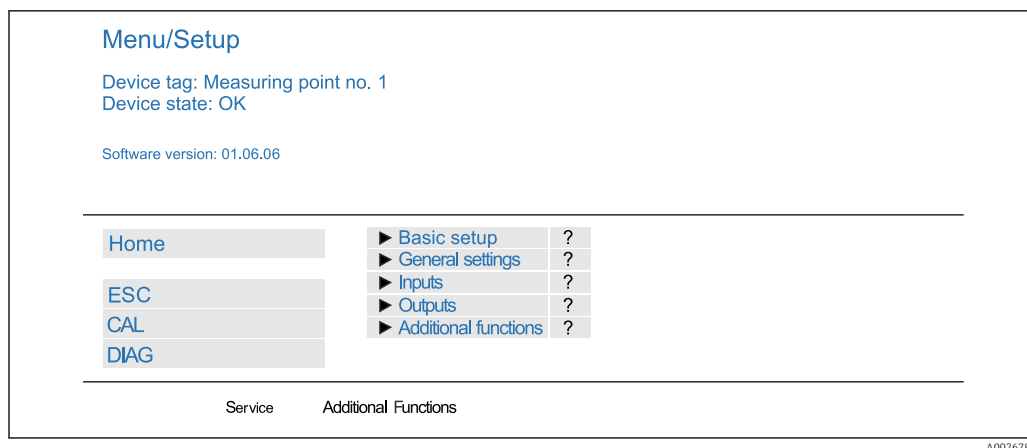 Menu/Setup
Device tag: Measuring point no. 1
Device state: OK
Software version: 01.06.06
Home
ESC
CAL
DIAG
► Basic setup ?
► General settings ?
► Inputs ?
► Outputs ?
► Additional functions ?
Service Additional Functions